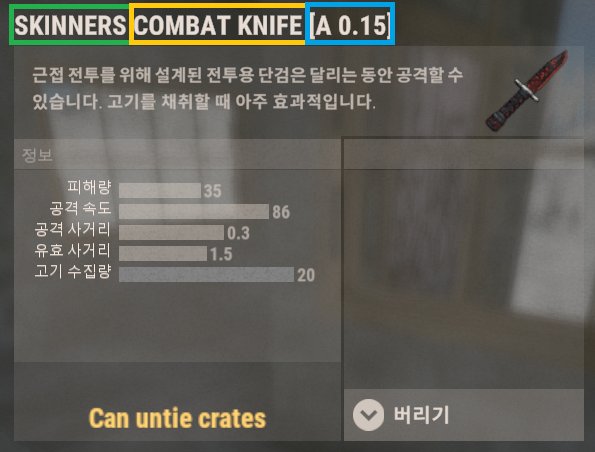 SKINNERS COMBAT KNIFE [A 0.15]
근접 전투를 위해 설계된 전투용 단검은 달리는 동안 공격할 수
있습니다. 고기를 채취할 때 아주 효과적입니다.
정보
피해량 35
공격 속도 86
공격 사거리 0.3
유효 사거리 1.5
고기 수집량 20
Can untie crates
버리기